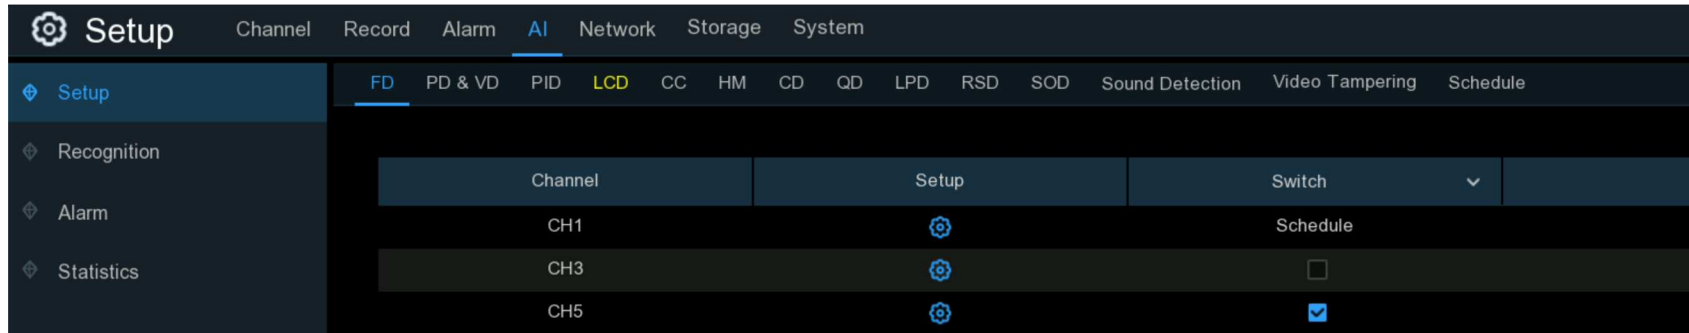 Setup Channel Record Alarm AI Network Storage System
Setup FD PD & VD PID LCD CC HM CD QD LPD RSD SOD Sound Detection Video Tampering Schedule
Recognition
Alarm
Statistics
Channel Setup Switch
CH1 Schedule
CH3
CH5